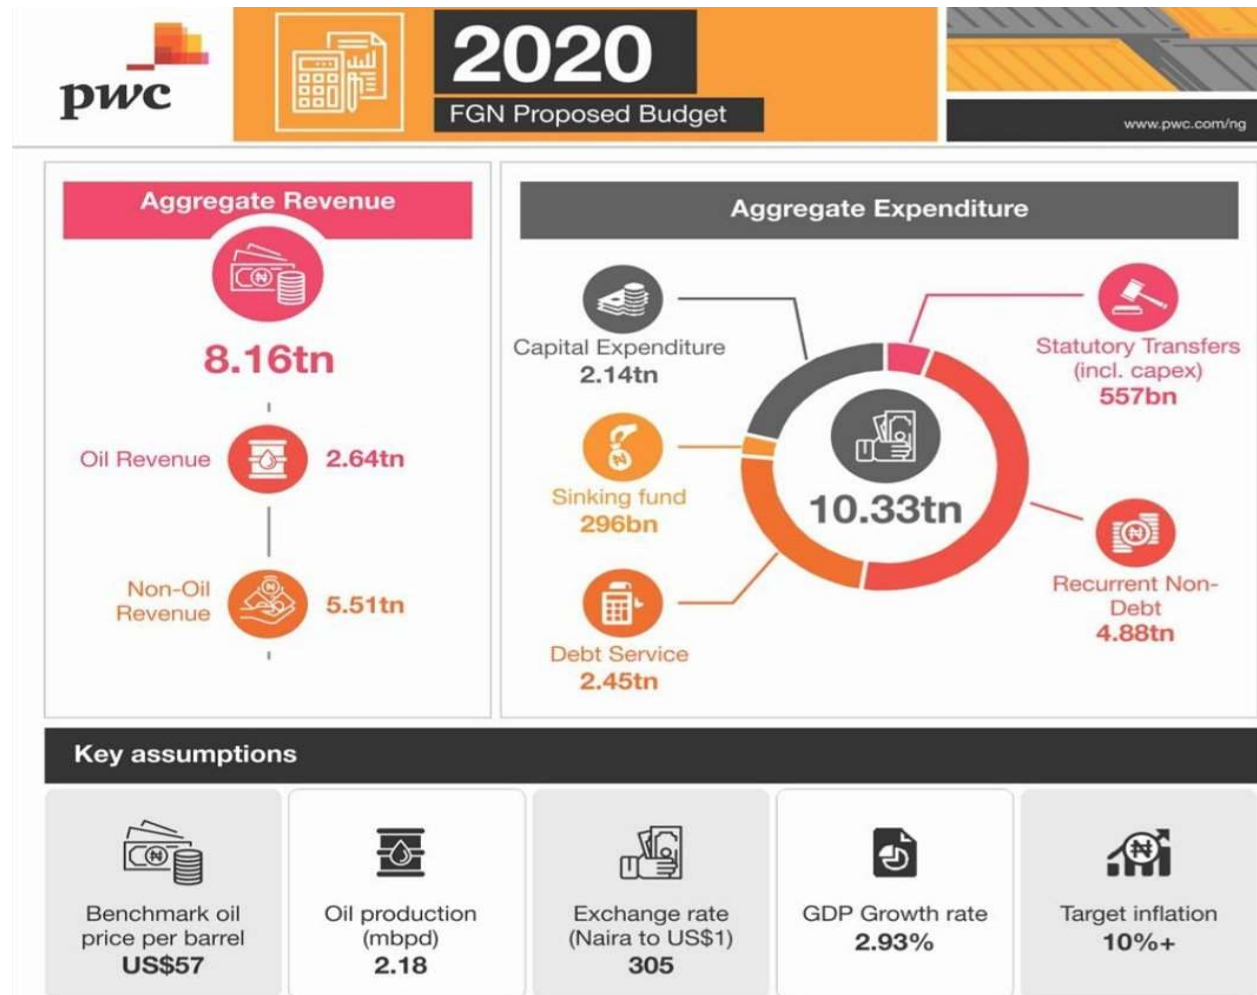 pwc
2020
FGN Proposed Budget
www.pwc.com/ng
Aggregate Revenue
8.16tn
Oil Revenue
2.64tn
Non-Oil
Revenue
5.51tn
Aggregate Expenditure
Capital Expenditure
2.14tn
Sinking fund
296bn
Debt Service
2.45tn
10.33tn
Statutory Transfers
(incl. capex)
557bn
Recurrent Non-
Debt
4.88tn
Key assumptions
Benchmark oil
price per barrel
US$57
Oil production
(mbpd)
2.18
Exchange rate
(Naira to US$1)
305
GDP Growth rate
2.93%
Target inflation
10%+